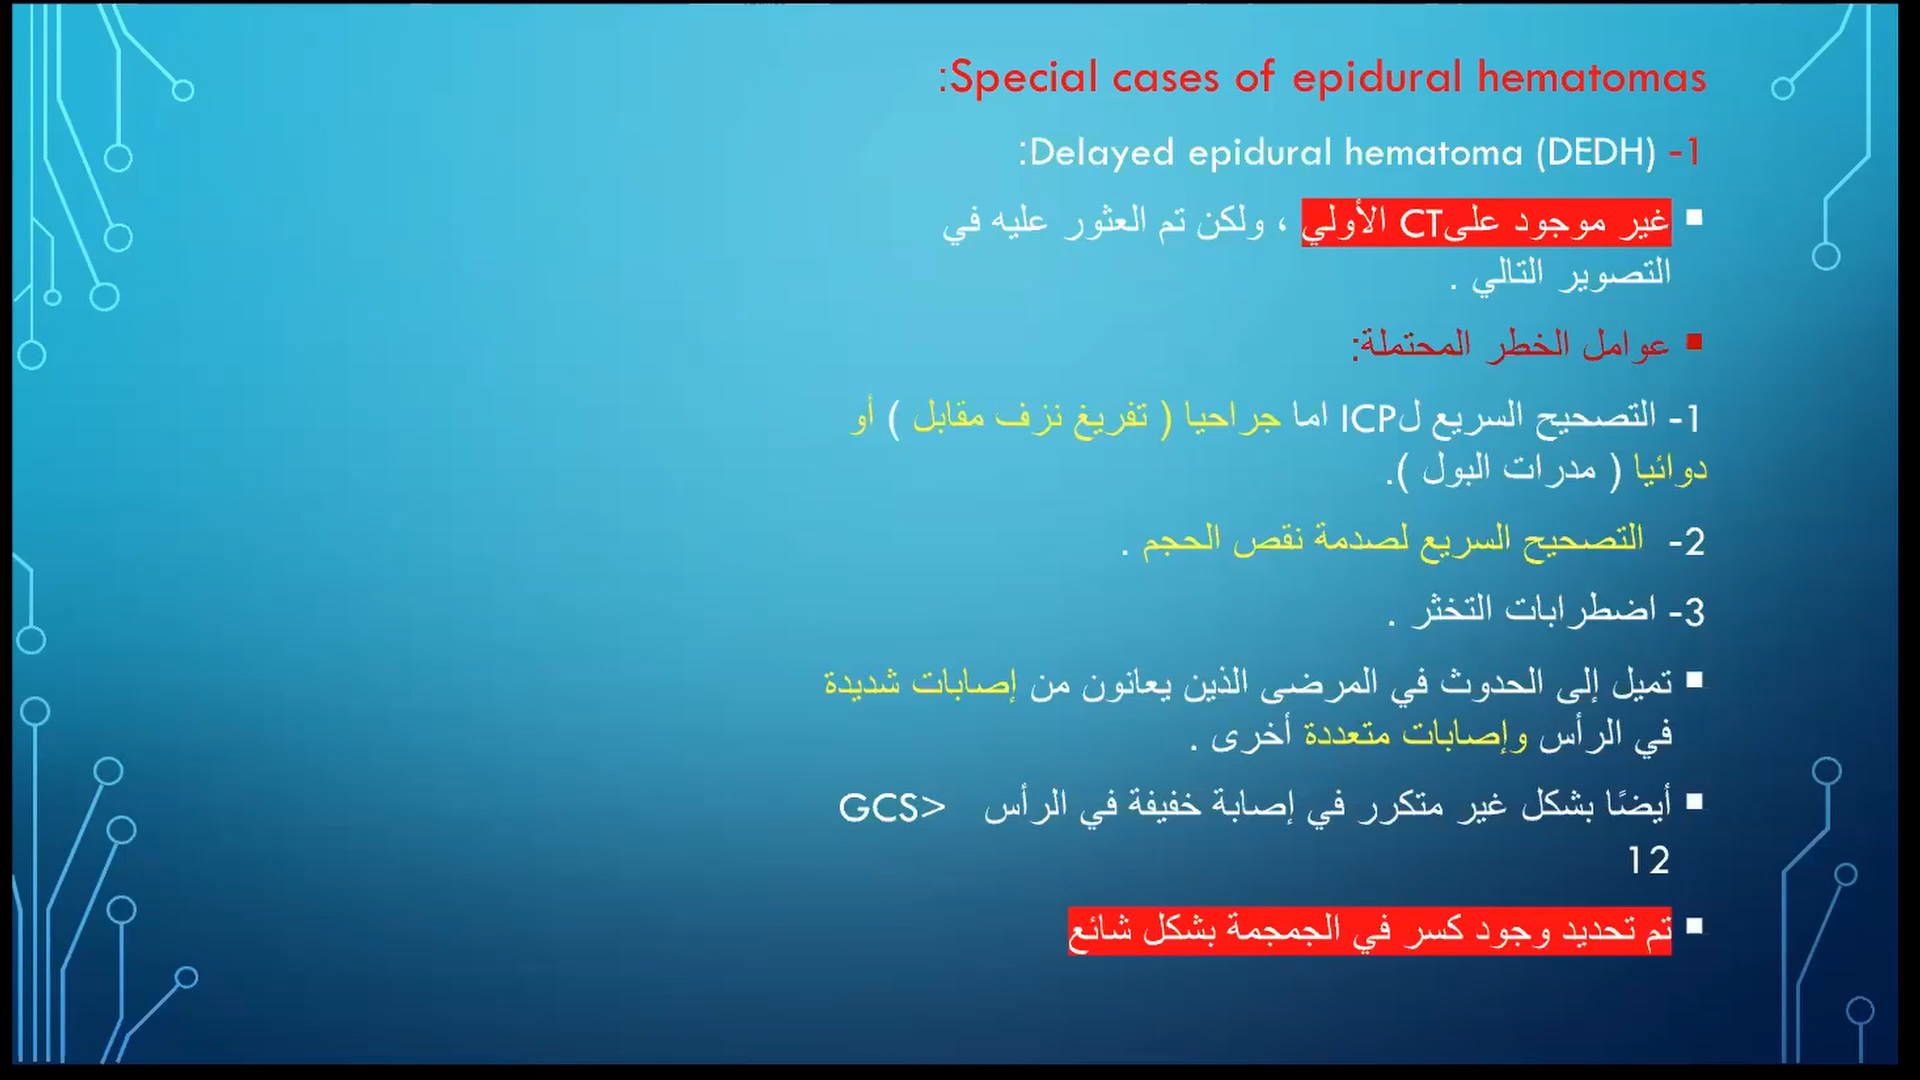 Special cases of epidural hematomas:
1- Delayed epidural hematoma (DEDH):
غير موجود علىCT الأولي ، ولكن تم العثور عليه في
التصوير التالي .
عوامل الخطر المحتملة:
1- التصحيح السريع لICP اما جراحيا ( تفريغ نزف مقابل ) أو
دوائيا ( مدرات البول ).
2- التصحيح السريع لصدمة نقص الحجم .
3- اضطرابات التخثر .
تميل إلى الحدوث في المرضى الذين يعانون من إصابات شديدة
في الرأس وإصابات متعددة أخرى .
أيضًا بشكل غير متكرر في إصابة خفيفة في الرأس GCS>
12
تم تحديد وجود كسر في الجمجمة بشكل شائع